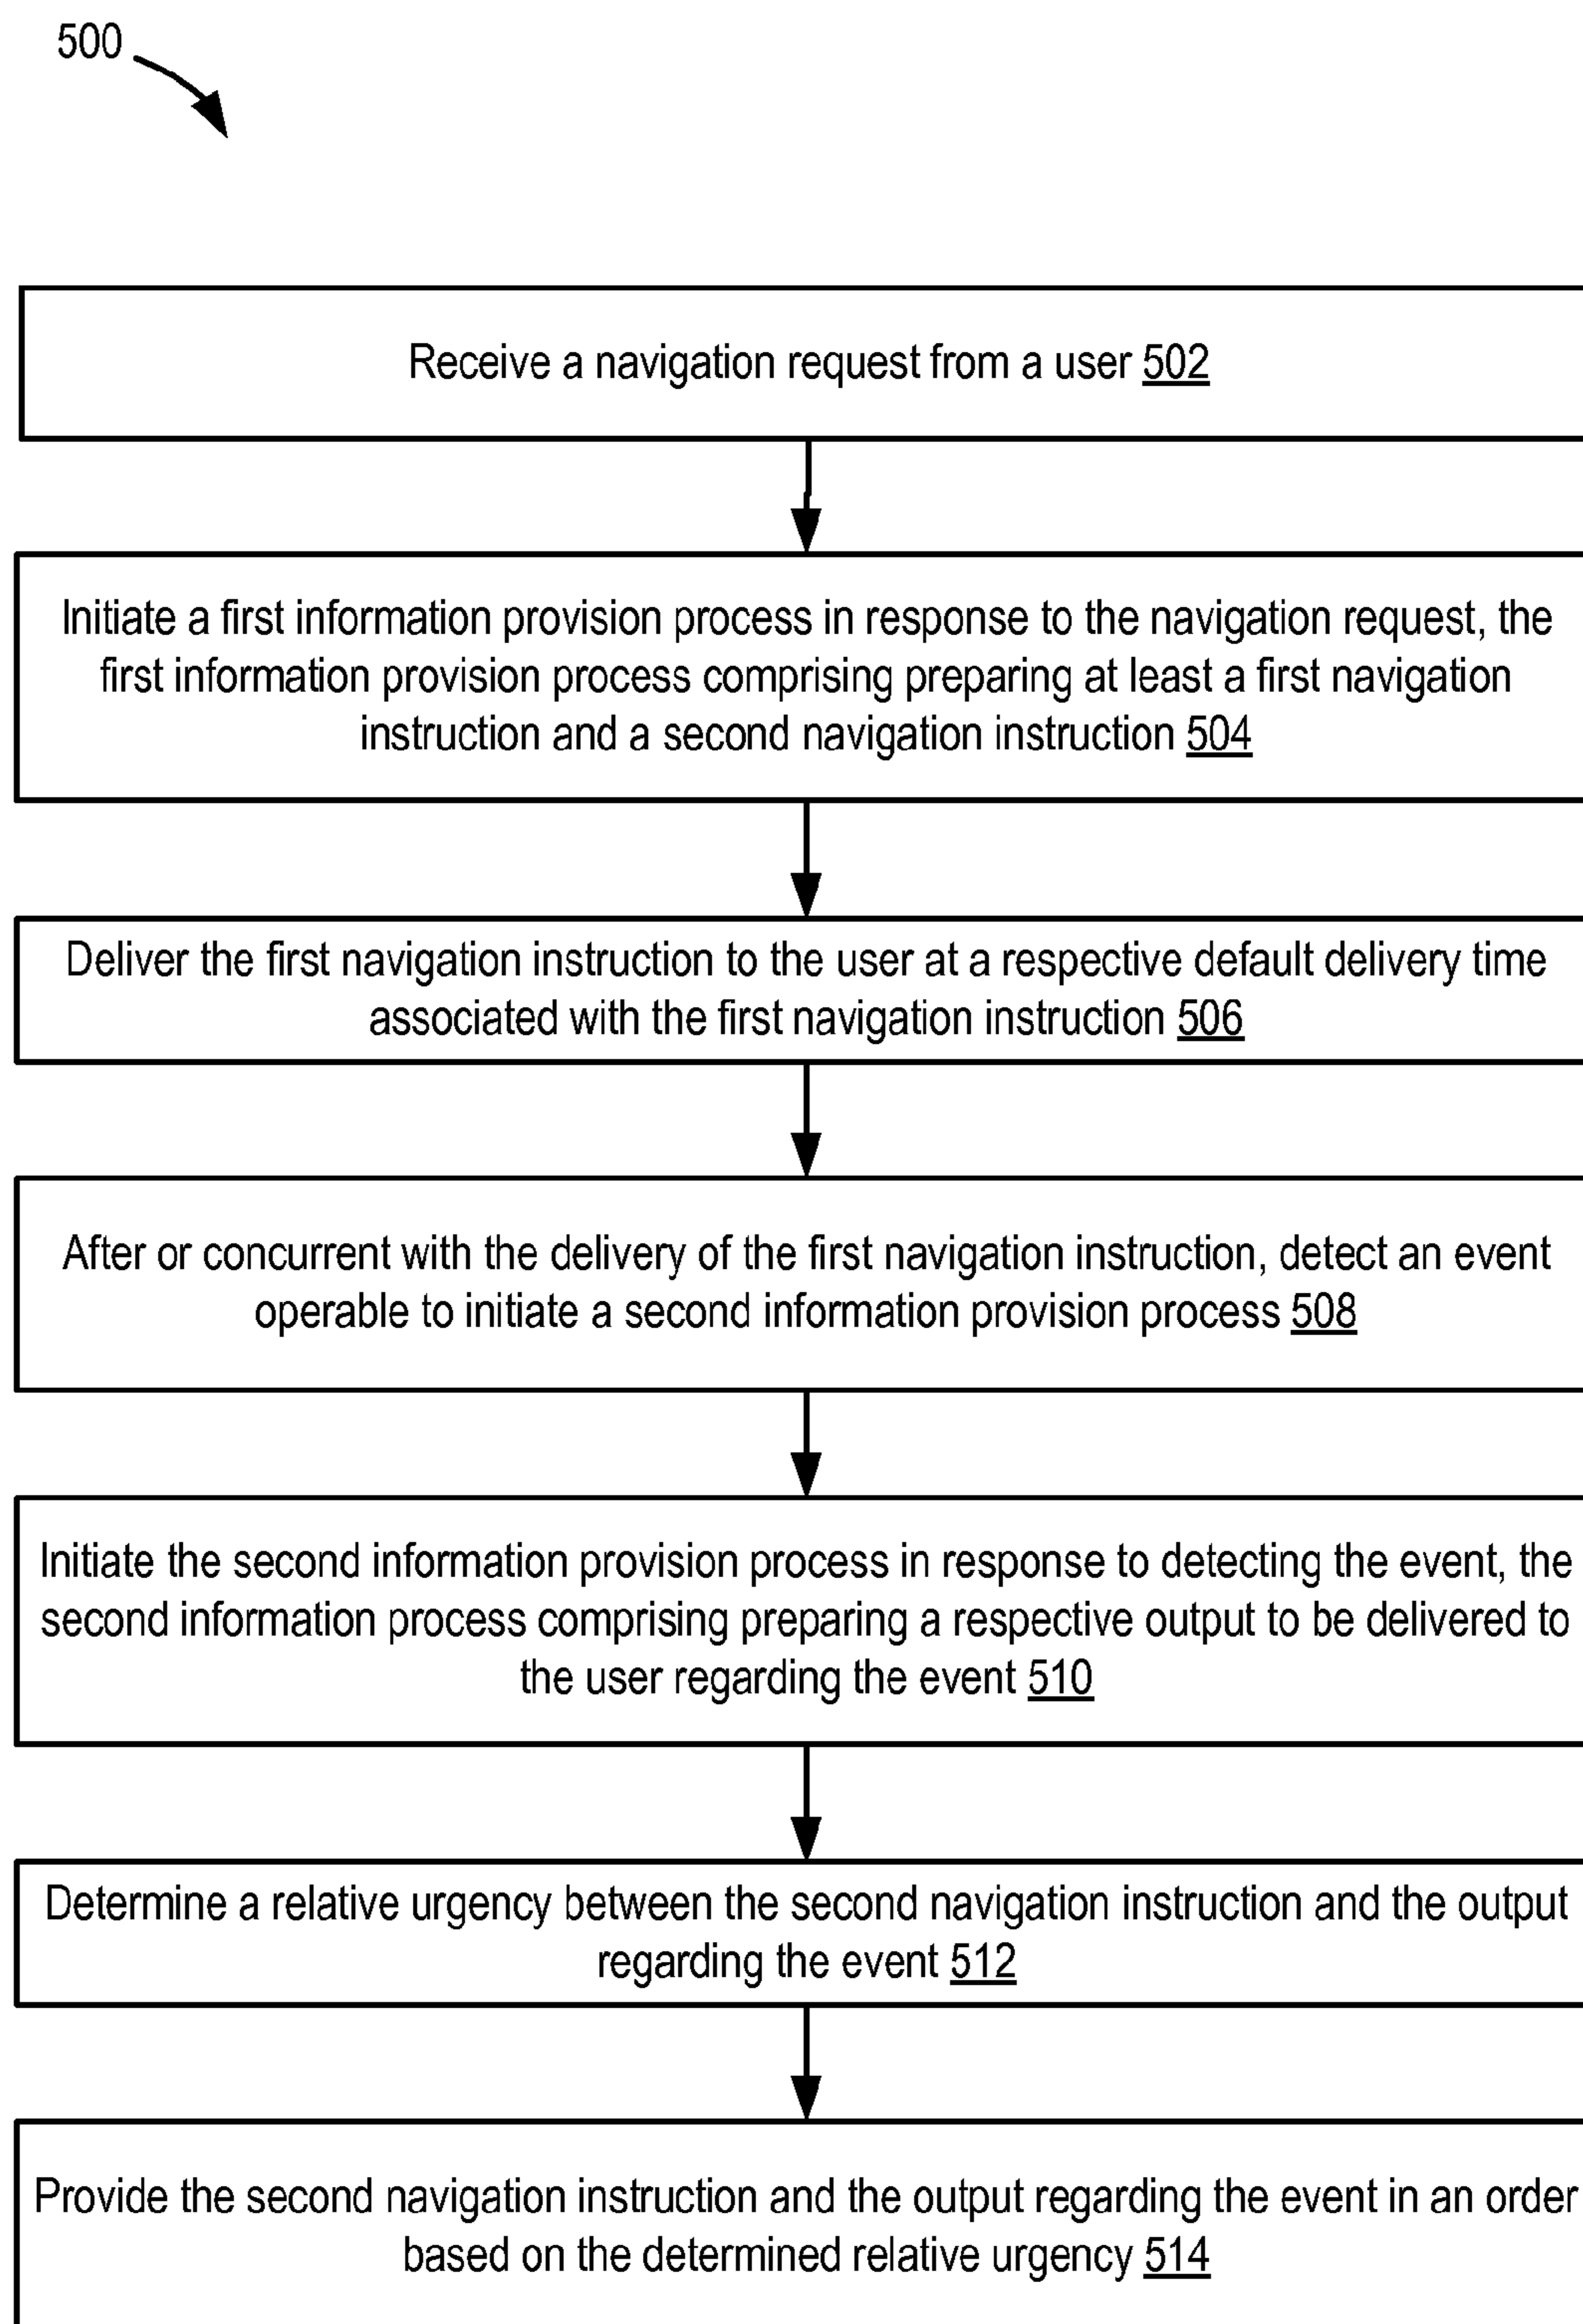 500
Receive a navigation request from a user 502
Initiate a first information provision process in response to the navigation request, the
first information provision process comprising preparing at least a first navigation
instruction and a second navigation instruction 504
Deliver the first navigation instruction to the user at a respective default delivery time
associated with the first navigation instruction 506
After or concurrent with the delivery of the first navigation instruction, detect an event
operable to initiate a second information provision process 508
Initiate the second information provision process in response to detecting the event, the
second information process comprising preparing a respective output to be delivered to
the user regarding the event 510
Determine a relative urgency between the second navigation instruction and the output
regarding the event 512
Provide the second navigation instruction and the output regarding the event in an order
based on the determined relative urgency 514